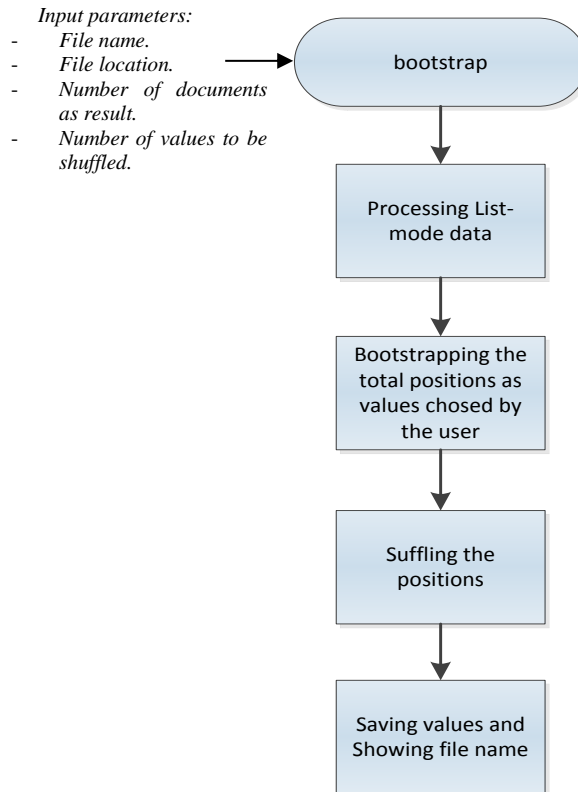 Input parameters:
- File name.
- File location.
- Number of documents
as result.
- Number of values to be
shuffled.
bootstrap
Processing List-
mode data
Bootstrapping the
total positions as
values chosed by
the user
Suffling the
positions
Saving values and
Showing file name